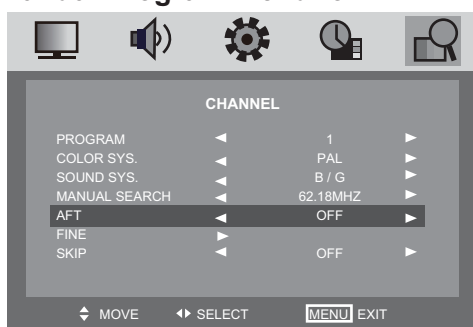 CHANNEL
PROGRAM 1
COLOR SYS. PAL
SOUND SYS. B / G
MANUAL SEARCH 62.18MHZ
AFT OFF
FINE
SKIP OFF
MOVE SELECT MENU EXIT